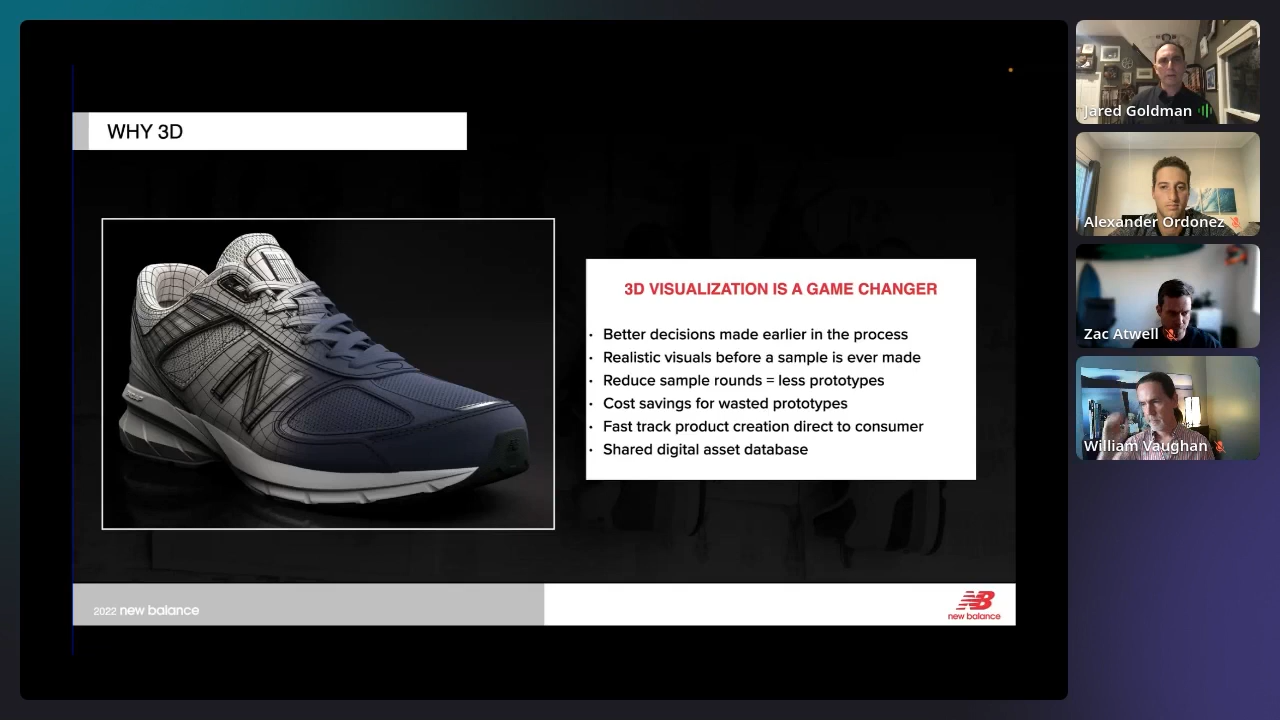 WHY 3D
3D VISUALIZATION IS A GAME CHANGER
· Better decisions made earlier in the process
· Realistic visuals before a sample is ever made
· Reduce sample rounds = less prototypes
· Cost savings for wasted prototypes
· Fast track product creation direct to consumer
· Shared digital asset database
N
2022 new balance
NB
new balance
Jared Goldman
Alexander Ordonez
Zac Atwell
William Vaughan